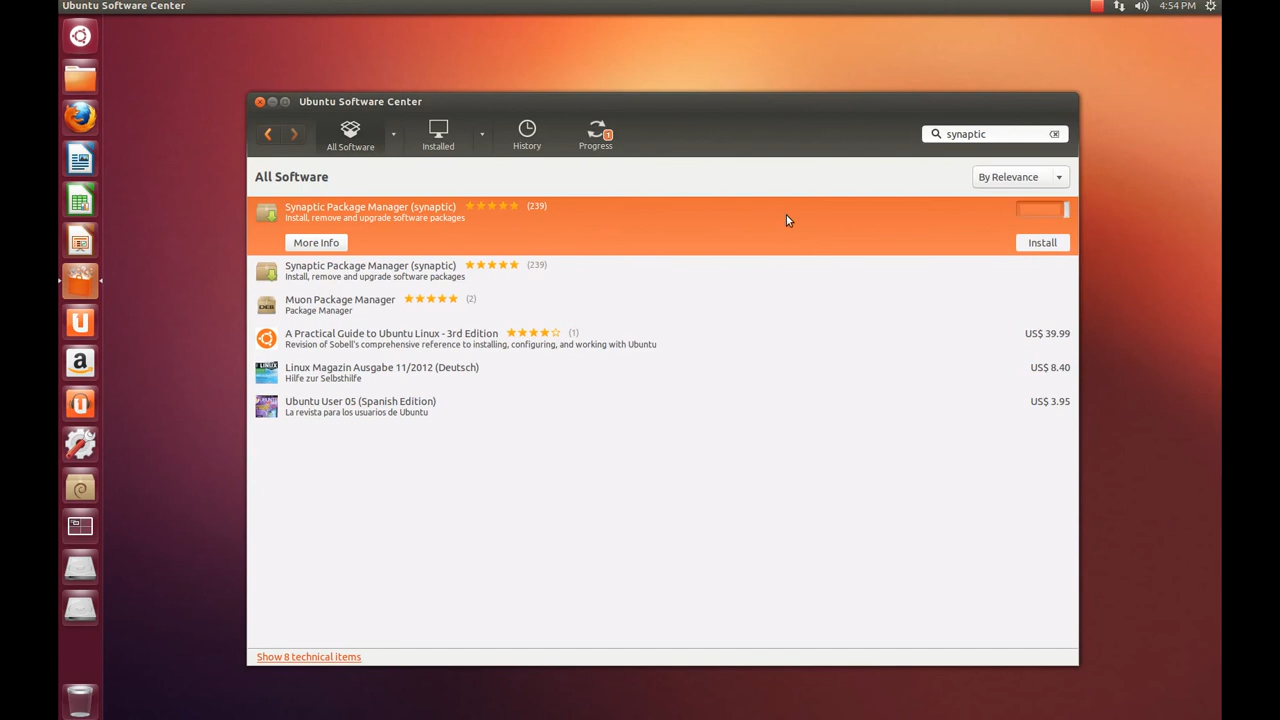 Ubuntu Software Center
4:54 PM
Ubuntu Software Center
All Software
Installed
History
Progress
1
synaptic
All Software
By Relevance
Synaptic Package Manager (synaptic) (239)
Install, remove and upgrade software packages
More Info
Install
Synaptic Package Manager (synaptic) (239)
Install, remove and upgrade software packages
DEB
Muon Package Manager (2)
Package Manager
A Practical Guide to Ubuntu Linux - 3rd Edition (1)
US$ 39.99
Revision of Sobell's comprehensive reference to installing, configuring, and working with Ubuntu
LINUX
Linux Magazin Ausgabe 11/2012 (Deutsch)
US$ 8.40
Hilfe zur Selbsthilfe
Ubuntu User 05 (Spanish Edition)
US$ 3.95
La revista para los usuarios de Ubuntu
Show 8 technical items